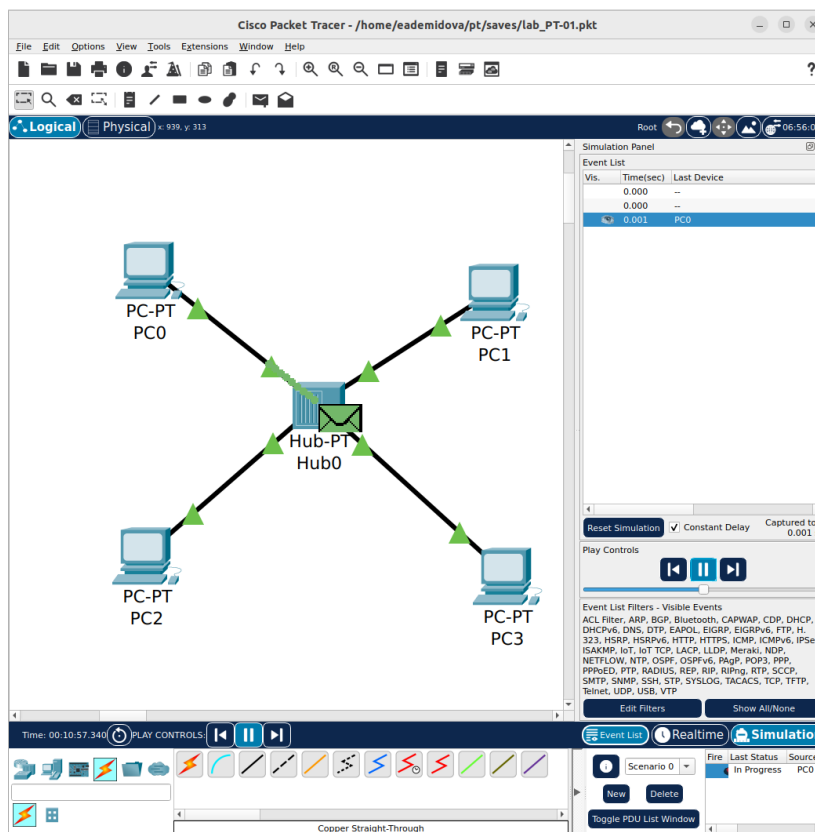 Cisco Packet Tracer - /home/eademidova/pt/saves/lab_PT-01.pkt
File Edit Options View Tools Extensions Window Help
?
Logical Physical x: 939, y: 313 Root 06:56:0
PC-PT
PC0
PC-PT
PC1
Hub-PT
Hub0
PC-PT
PC2
PC-PT
PC3
Simulation Panel
Event List
Vis. Time(sec) Last Device
0.000 --
0.000 --
0.001 PC0
Reset Simulation Constant Delay Captured to
0.001
Play Controls
Event List Filters - Visible Events
ACL Filter, ARP, BGP, Bluetooth, CAPWAP, CDP, DHCP,
DHCPv6, DNS, DTP, EAPOL, EIGRP, EIGRPv6, FTP, H.
323, HSRP, HSRPv6, HTTP, HTTPS, ICMP, ICMPv6, IPSe
ISAKMP, IoT, IoT TCP, LACP, LLDP, Meraki, NDP,
NETFLOW, NTP, OSPF, OSPFv6, PAgP, POP3, PPP,
PPPoED, PTP, RADIUS, REP, RIP, RIPng, RTP, SCCP,
SMTP, SNMP, SSH, STP, SYSLOG, TACACS, TCP, TFTP,
Telnet, UDP, USB, VTP
Edit Filters Show All/None
Time: 00:10:57.340 PLAY CONTROLS: Event List Realtime Simulation
Scenario 0
New Delete
Toggle PDU List Window
Fire Last Status Source
In Progress PC0
Copper Straight-Through